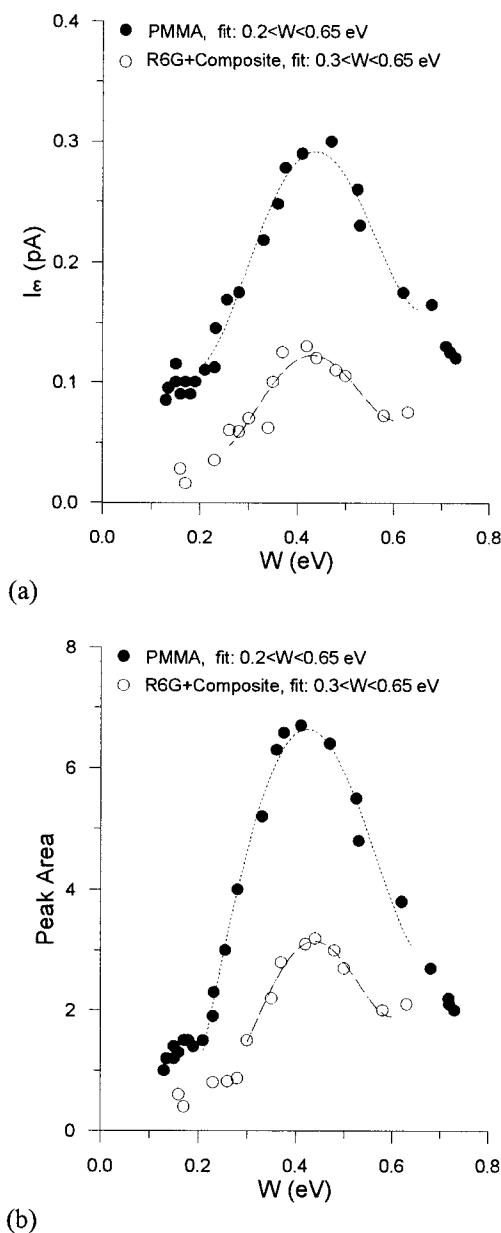 PMMA, fit: 0.2<W<0.65 eV
R6G+Composite, fit: 0.3<W<0.65 eV
0.4
0.3
0.2
0.1
0.0
Iₘ (pA)
0.0 0.2 0.4 0.6 0.8
W (eV)
(a)
PMMA, fit: 0.2<W<0.65 eV
R6G+Composite, fit: 0.3<W<0.65 eV
8
6
4
2
0
Peak Area
0.0 0.2 0.4 0.6 0.8
W (eV)
(b)